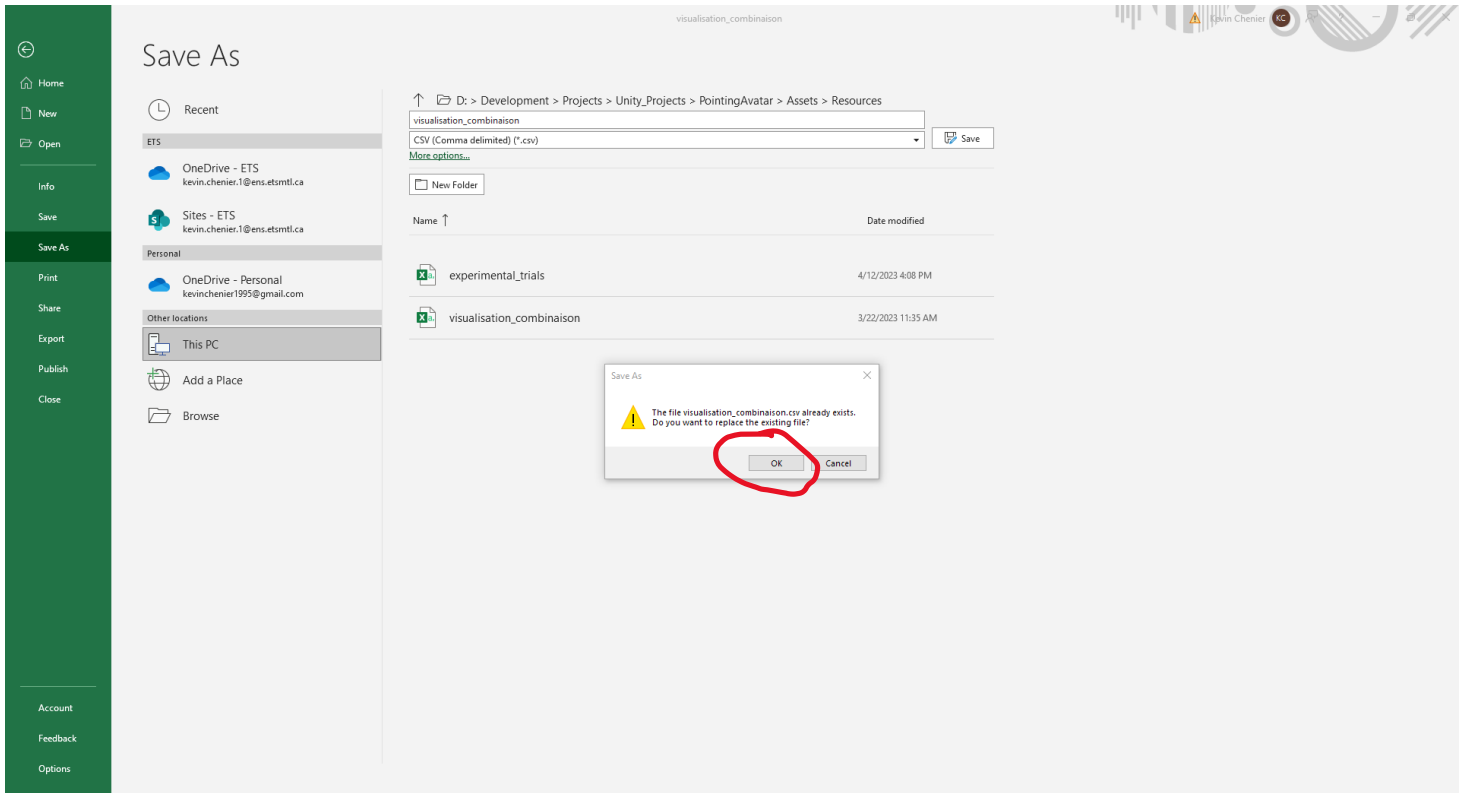 visualisation_combinaison
Kevin Chenier
KC
Save As
Home
New
Open
Info
Save
Save As
Print
Share
Export
Publish
Close
Account
Feedback
Options
Recent
ETS
OneDrive - ETS
kevin.chenier.1@ens.etsmtl.ca
Sites - ETS
kevin.chenier.1@ens.etsmtl.ca
Personal
OneDrive - Personal
kevinchenier1995@gmail.com
Other locations
This PC
Add a Place
Browse
D: > Development > Projects > Unity_Projects > PointingAvatar > Assets > Resources
visualisation_combinaison
CSV (Comma delimited) (*.csv)
Save
More options...
New Folder
Name ↑ Date modified
experimental_trials 4/12/2023 4:08 PM
visualisation_combinaison 3/22/2023 11:35 AM
Save As
The file visualisation_combinaison.csv already exists.
Do you want to replace the existing file?
OK Cancel